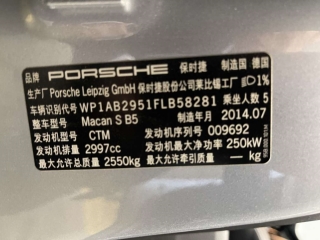 品牌 PORSCHE 保时捷 制造国 德国
生产厂 Porsche Leipzig GmbH 保时捷股份公司莱比锡工厂 1%
车辆识别代号 WP1AB2951FLB58281 乘坐人数 5
整车型号 Macan S B5 制造年月 2014.07
发动机型号 CTM 发动机序列号 009692
发动机排量 2997cc 最大净功率 250kW
最大允许总质量 2550kg 最大允许牵引质量 — kg